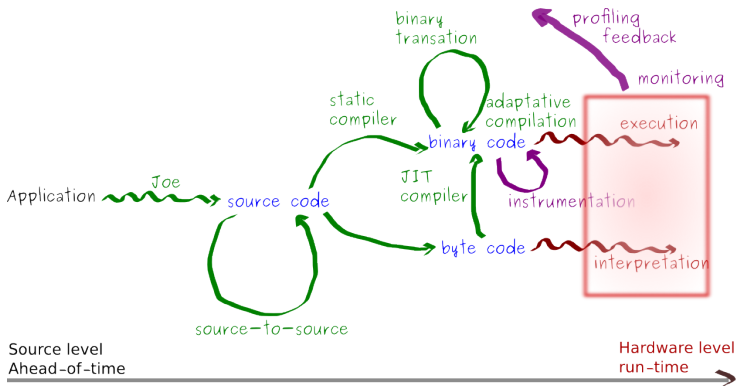 binary
transation
profiling
feedback
monitoring
static
compiler
adaptative
compilation
binary code
execution
JIT
compiler
instrumentation
Application
Joe
source code
byte code
interpretation
source-to-source
Source level
Ahead-of-time
Hardware level
run-time